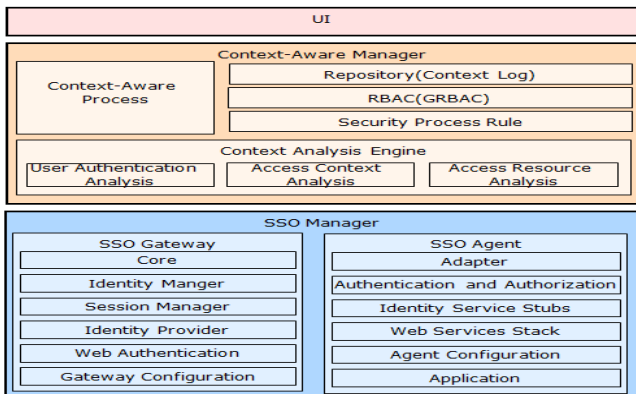 UI
Context-Aware Manager
Context-Aware
Process
Repository(Context Log)
RBAC(GRBAC)
Security Process Rule
Context Analysis Engine
User Authentication
Analysis
Access Context
Analysis
Access Resource
Analysis
SSO Manager
SSO Gateway
Core
Identity Manger
Session Manager
Identity Provider
Web Authentication
Gateway Configuration
SSO Agent
Adapter
Authentication and Authorization
Identity Service Stubs
Web Services Stack
Agent Configuration
Application